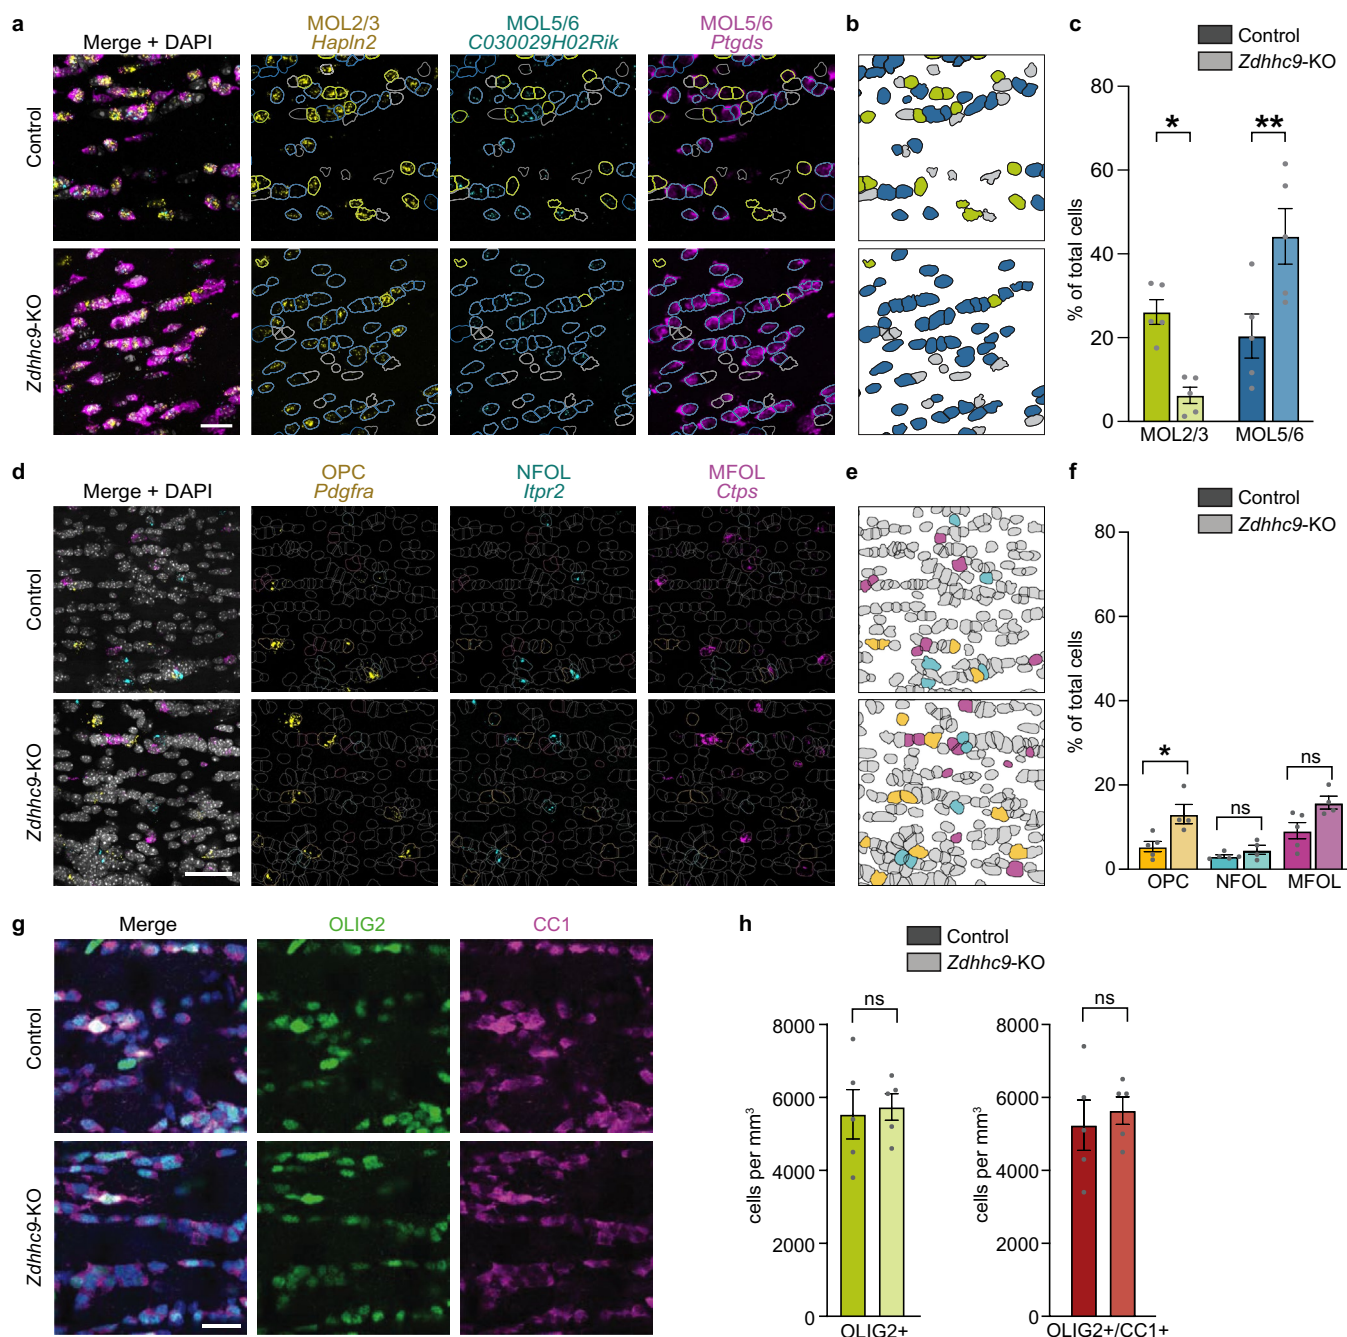 a
Merge + DAPI
MOL2/3
Hapln2
MOL5/6
C030029H02Rik
MOL5/6
Ptgds
Control
Zdhhc9-KO
b
c
Control
Zdhhc9-KO
% of total cells
80
60
40
20
0
*
**
MOL2/3
MOL5/6
d
Merge + DAPI
OPC
Pdgfra
NFOL
Itpr2
MFOL
Ctps
Control
Zdhhc9-KO
e
f
Control
Zdhhc9-KO
% of total cells
80
60
40
20
0
*
ns
ns
OPC
NFOL
MFOL
g
Merge
OLIG2
CC1
Control
Zdhhc9-KO
h
Control
Zdhhc9-KO
cells per mm³
8000
6000
4000
2000
0
ns
OLIG2+
cells per mm³
8000
6000
4000
2000
0
ns
OLIG2+/CC1+